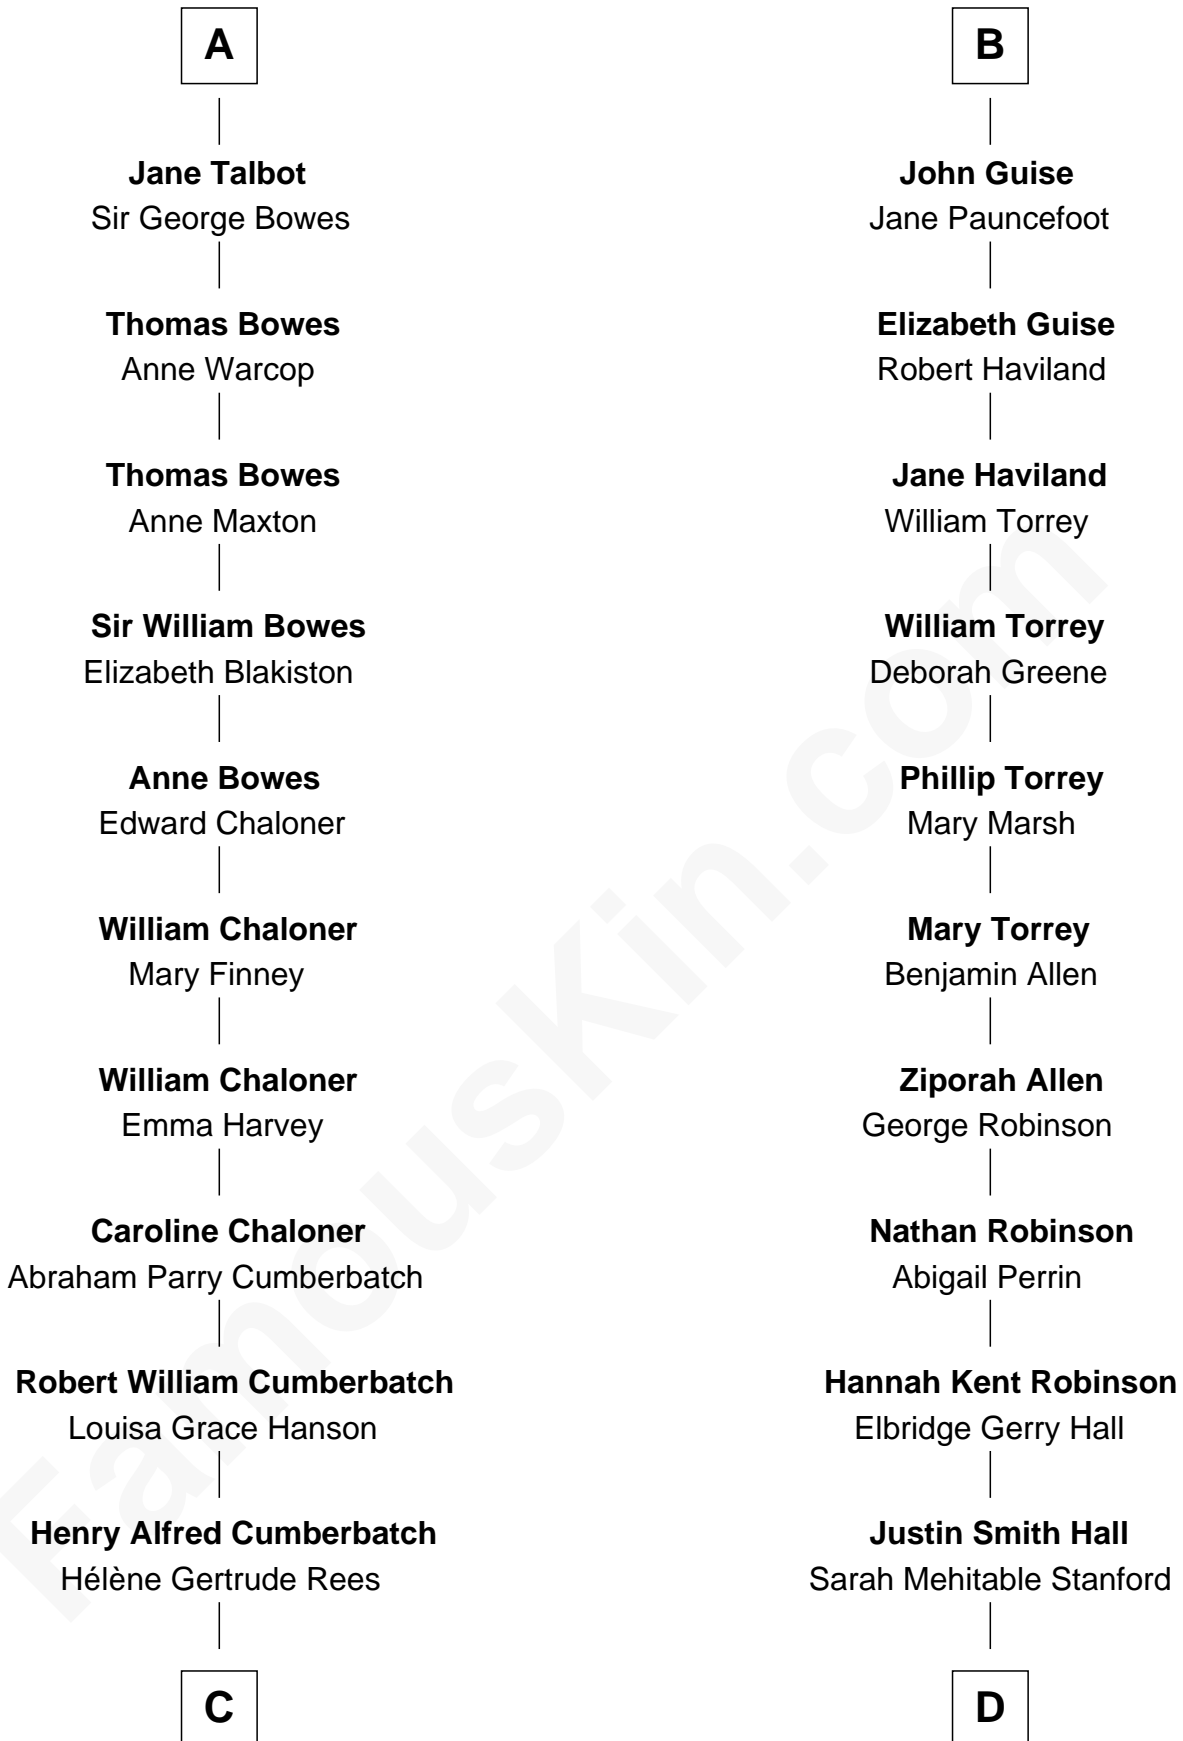 A
Jane Talbot
Sir George Bowes
Thomas Bowes
Anne Warcop
Thomas Bowes
Anne Maxton
Sir William Bowes
Elizabeth Blakiston
Anne Bowes
Edward Chaloner
William Chaloner
Mary Finney
William Chaloner
Emma Harvey
Caroline Chaloner
Abraham Parry Cumberbatch
Robert William Cumberbatch
Louisa Grace Hanson
Henry Alfred Cumberbatch
Hélène Gertrude Rees
C
B
John Guise
Jane Pauncefoot
Elizabeth Guise
Robert Haviland
Jane Haviland
William Torrey
William Torrey
Deborah Greene
Phillip Torrey
Mary Marsh
Mary Torrey
Benjamin Allen
Ziporah Allen
George Robinson
Nathan Robinson
Abigail Perrin
Hannah Kent Robinson
Elbridge Gerry Hall
Justin Smith Hall
Sarah Mehitable Stanford
D
FamousKin.com